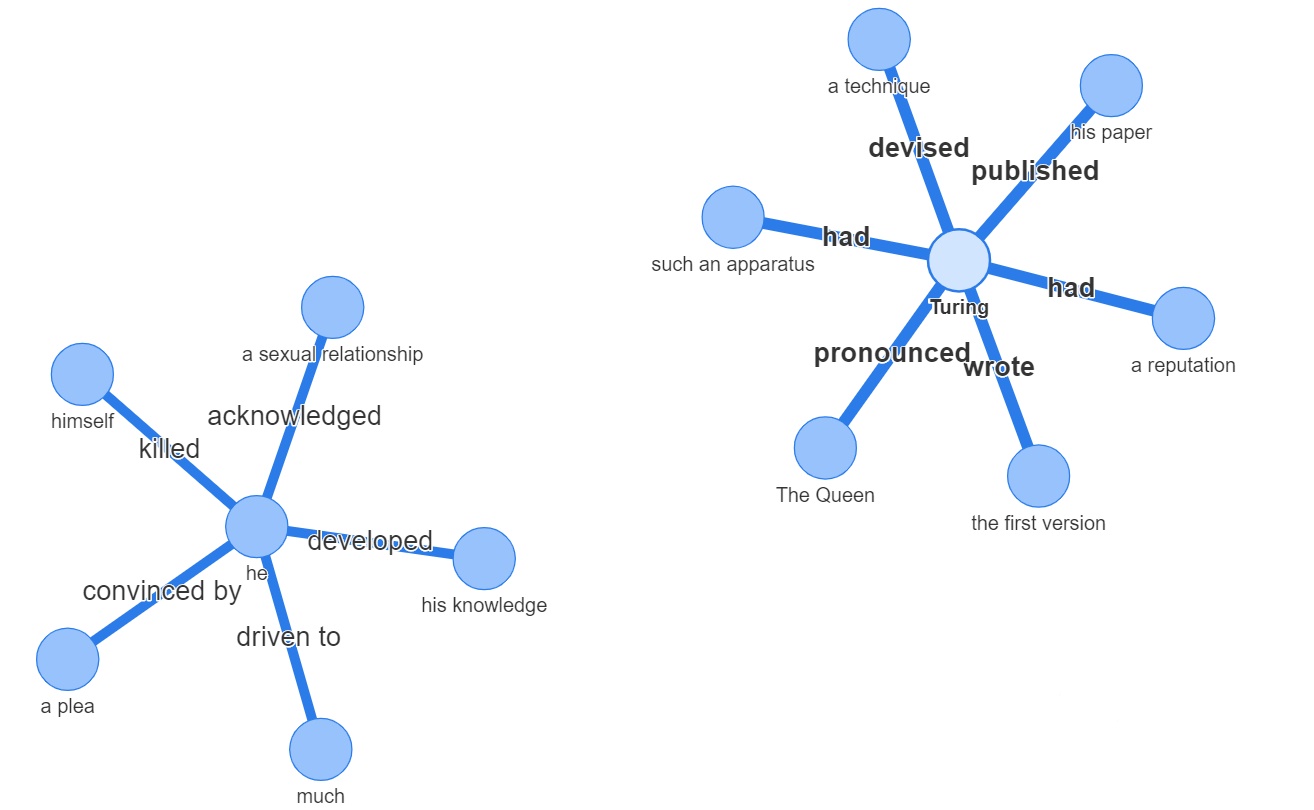 a technique
his paper
devised
published
had
such an apparatus
had
Turing
a reputation
pronounced
wrote
The Queen
the first version
a sexual relationship
himself
acknowledged
killed
developed
he
his knowledge
convinced by
driven to
a plea
much